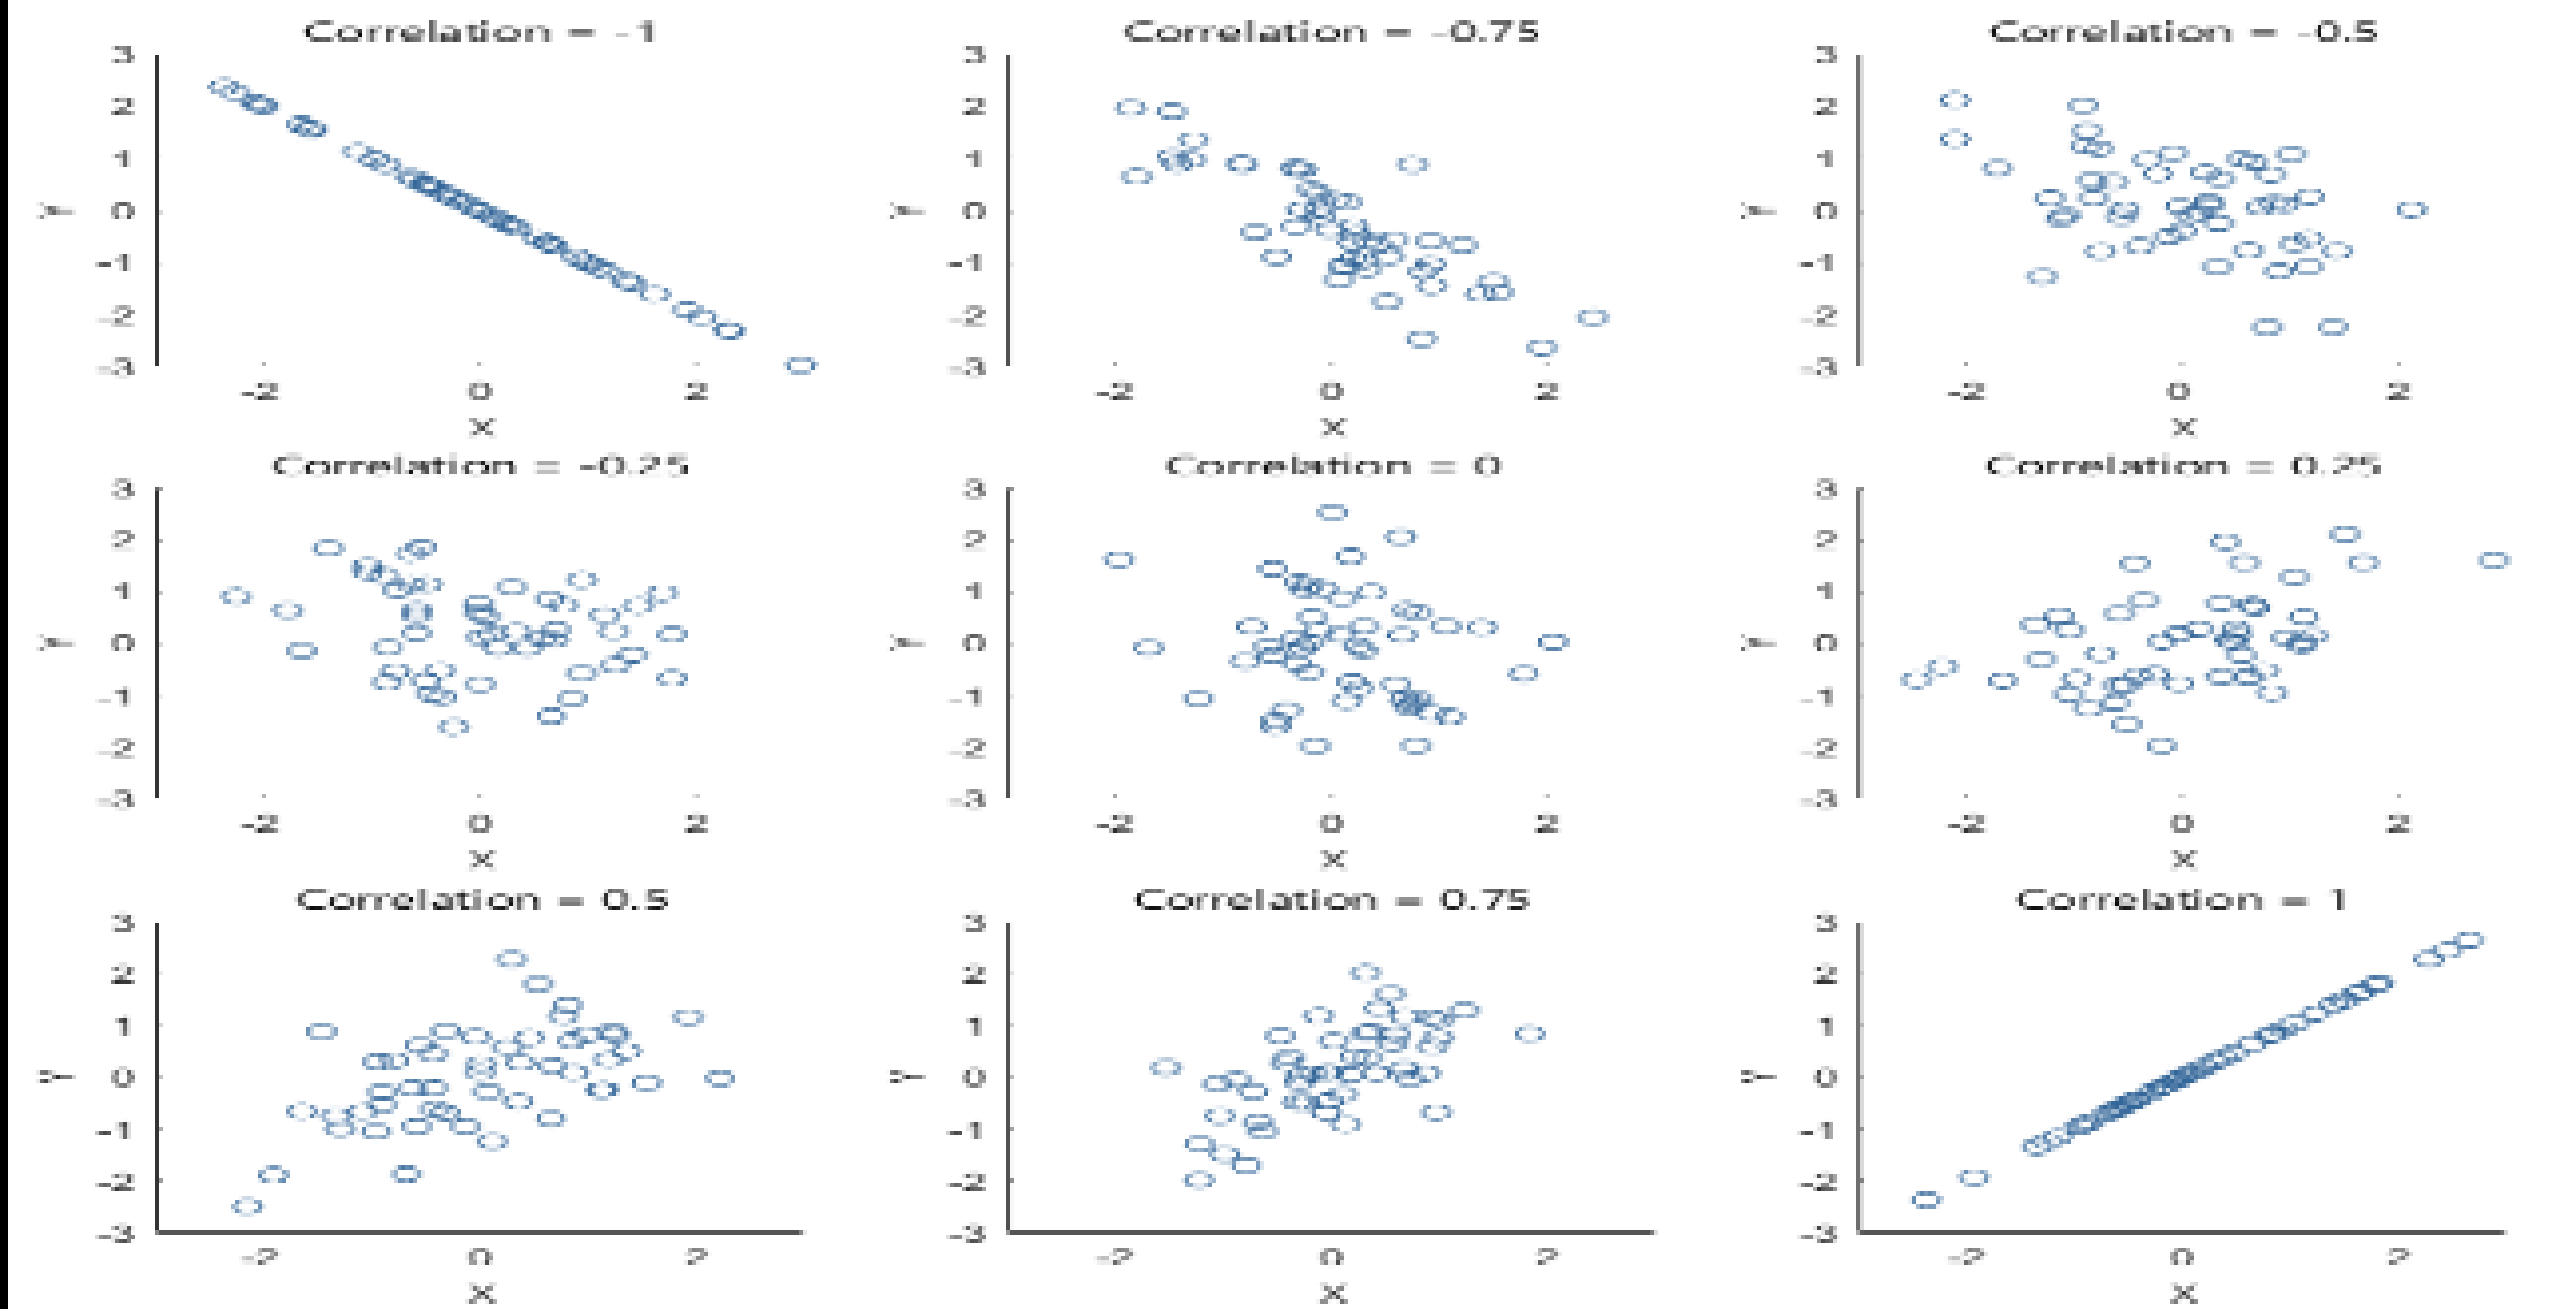 Correlation = -1
3
2
1
0
-1
-2
-3
Y
-2 0 2
X
Correlation = -0.75
3
2
1
0
-1
-2
-3
Y
-2 0 2
X
Correlation = -0.5
3
2
1
0
-1
-2
-3
Y
-2 0 2
X
Correlation = -0.25
3
2
1
0
-1
-2
-3
Y
-2 0 2
X
Correlation = 0
3
2
1
0
-1
-2
-3
Y
-2 0 2
X
Correlation = 0.25
3
2
1
0
-1
-2
-3
Y
-2 0 2
X
Correlation = 0.5
3
2
1
0
-1
-2
-3
Y
-2 0 2
X
Correlation = 0.75
3
2
1
0
-1
-2
-3
Y
-2 0 2
X
Correlation = 1
3
2
1
0
-1
-2
-3
Y
-2 0 2
X